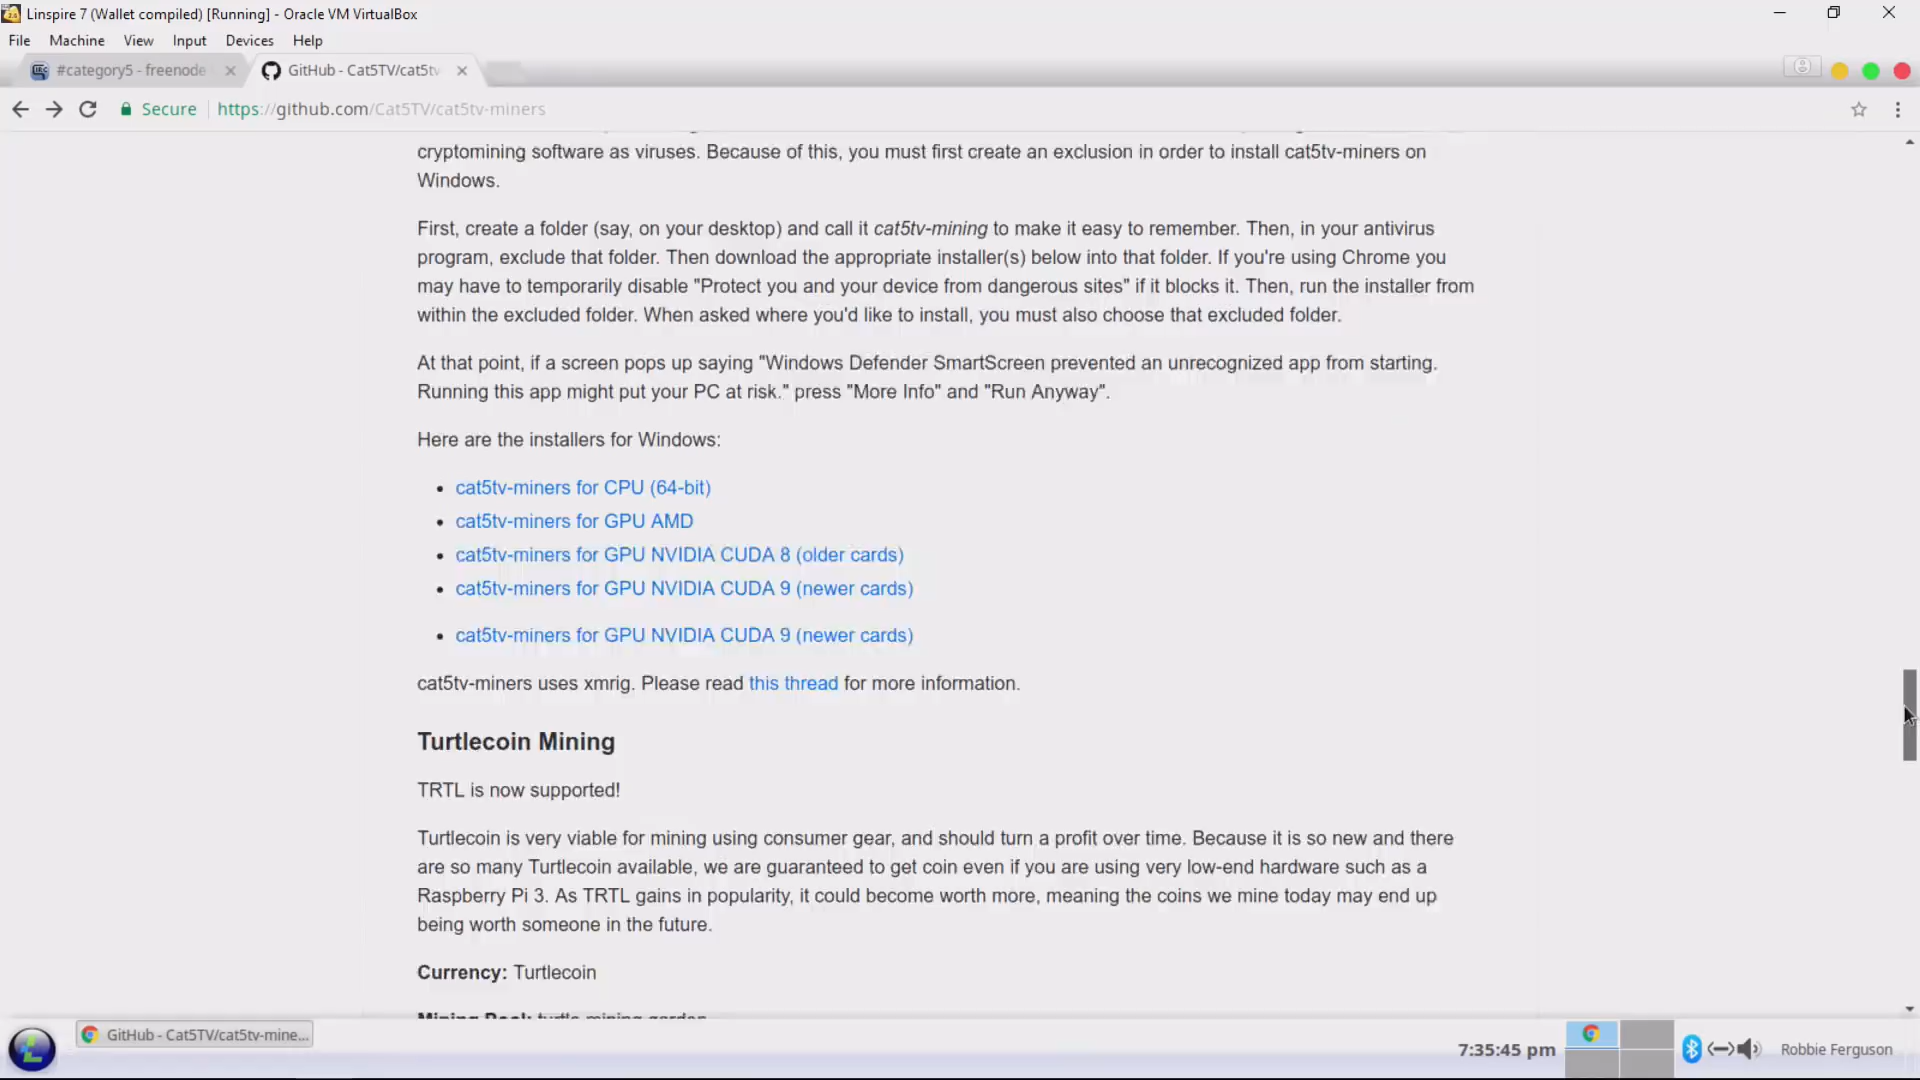 Linspire 7 (Wallet compiled) [Running] - Oracle VM VirtualBox
File Machine View Input Devices Help
#category5 - freenode
GitHub - Cat5TV/cat5tv
Secure https://github.com/Cat5TV/cat5tv-miners
cryptomining software as viruses. Because of this, you must first create an exclusion in order to install cat5tv-miners on
Windows.
First, create a folder (say, on your desktop) and call it cat5tv-mining to make it easy to remember. Then, in your antivirus
program, exclude that folder. Then download the appropriate installer(s) below into that folder. If you're using Chrome you
may have to temporarily disable "Protect you and your device from dangerous sites" if it blocks it. Then, run the installer from
within the excluded folder. When asked where you'd like to install, you must also choose that excluded folder.
At that point, if a screen pops up saying "Windows Defender SmartScreen prevented an unrecognized app from starting.
Running this app might put your PC at risk." press "More Info" and "Run Anyway".
Here are the installers for Windows:
• cat5tv-miners for CPU (64-bit)
• cat5tv-miners for GPU AMD
• cat5tv-miners for GPU NVIDIA CUDA 8 (older cards)
• cat5tv-miners for GPU NVIDIA CUDA 9 (newer cards)
• cat5tv-miners for GPU NVIDIA CUDA 9 (newer cards)
cat5tv-miners uses xmrig. Please read this thread for more information.
Turtlecoin Mining
TRTL is now supported!
Turtlecoin is very viable for mining using consumer gear, and should turn a profit over time. Because it is so new and there
are so many Turtlecoin available, we are guaranteed to get coin even if you are using very low-end hardware such as a
Raspberry Pi 3. As TRTL gains in popularity, it could become worth more, meaning the coins we mine today may end up
being worth someone in the future.
Currency: Turtlecoin
GitHub - Cat5TV/cat5tv-mine...
7:35:45 pm
Robbie Ferguson